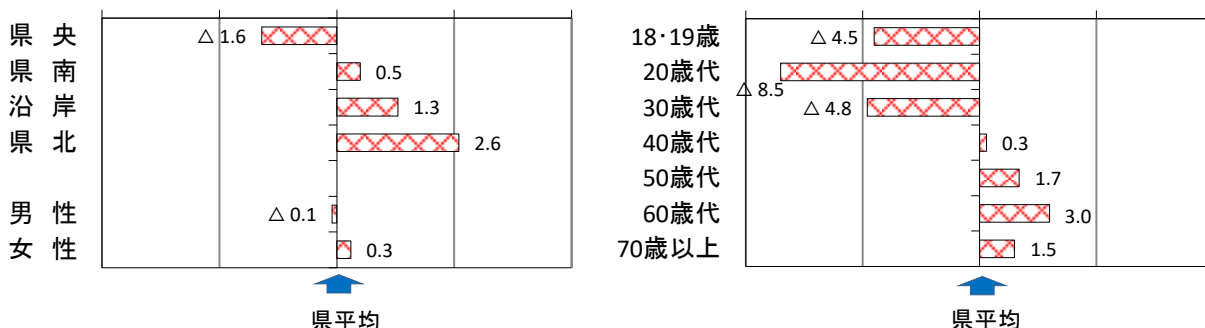 県 央 △ 1.6
県 南 0.5
沿 岸 1.3
県 北 2.6
男 性 △ 0.1
女 性 0.3
県平均
18･19歳 △ 4.5
20歳代 △ 8.5
30歳代 △ 4.8
40歳代 0.3
50歳代 1.7
60歳代 3.0
70歳以上 1.5
県平均